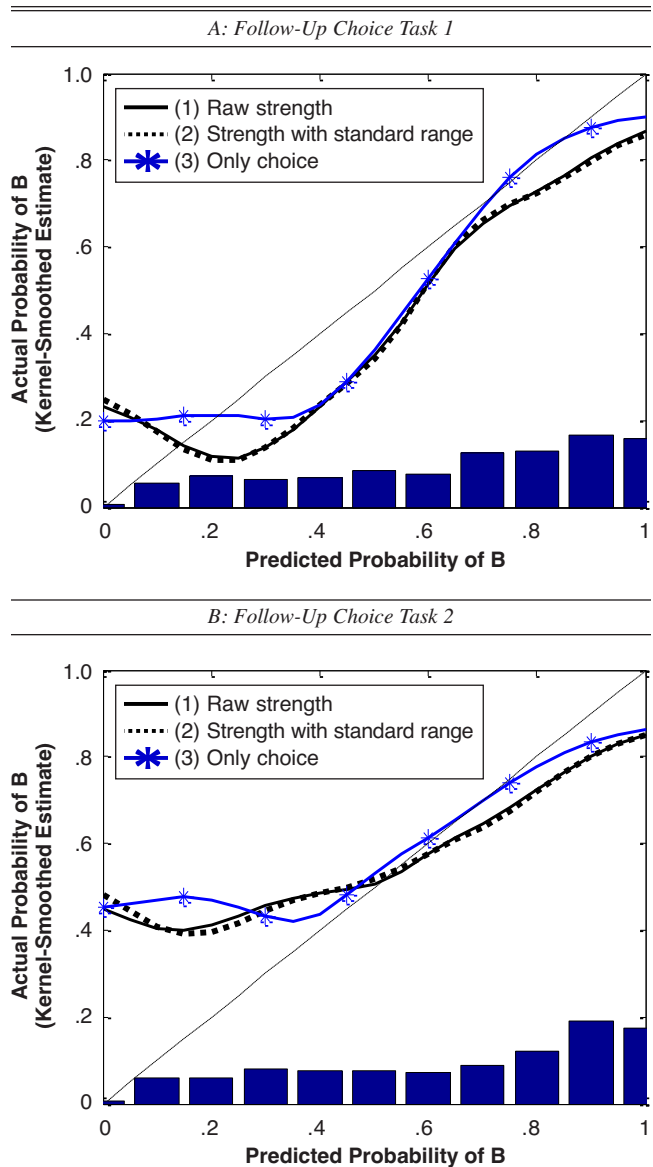 A: Follow-Up Choice Task 1
1.0
.8
.6
.4
.2
0
Actual Probability of B
(Kernel-Smoothed Estimate)
(1) Raw strength
(2) Strength with standard range
(3) Only choice
0 .2 .4 .6 .8 1
Predicted Probability of B
B: Follow-Up Choice Task 2
1.0
.8
.6
.4
.2
0
Actual Probability of B
(Kernel-Smoothed Estimate)
(1) Raw strength
(2) Strength with standard range
(3) Only choice
0 .2 .4 .6 .8 1
Predicted Probability of B